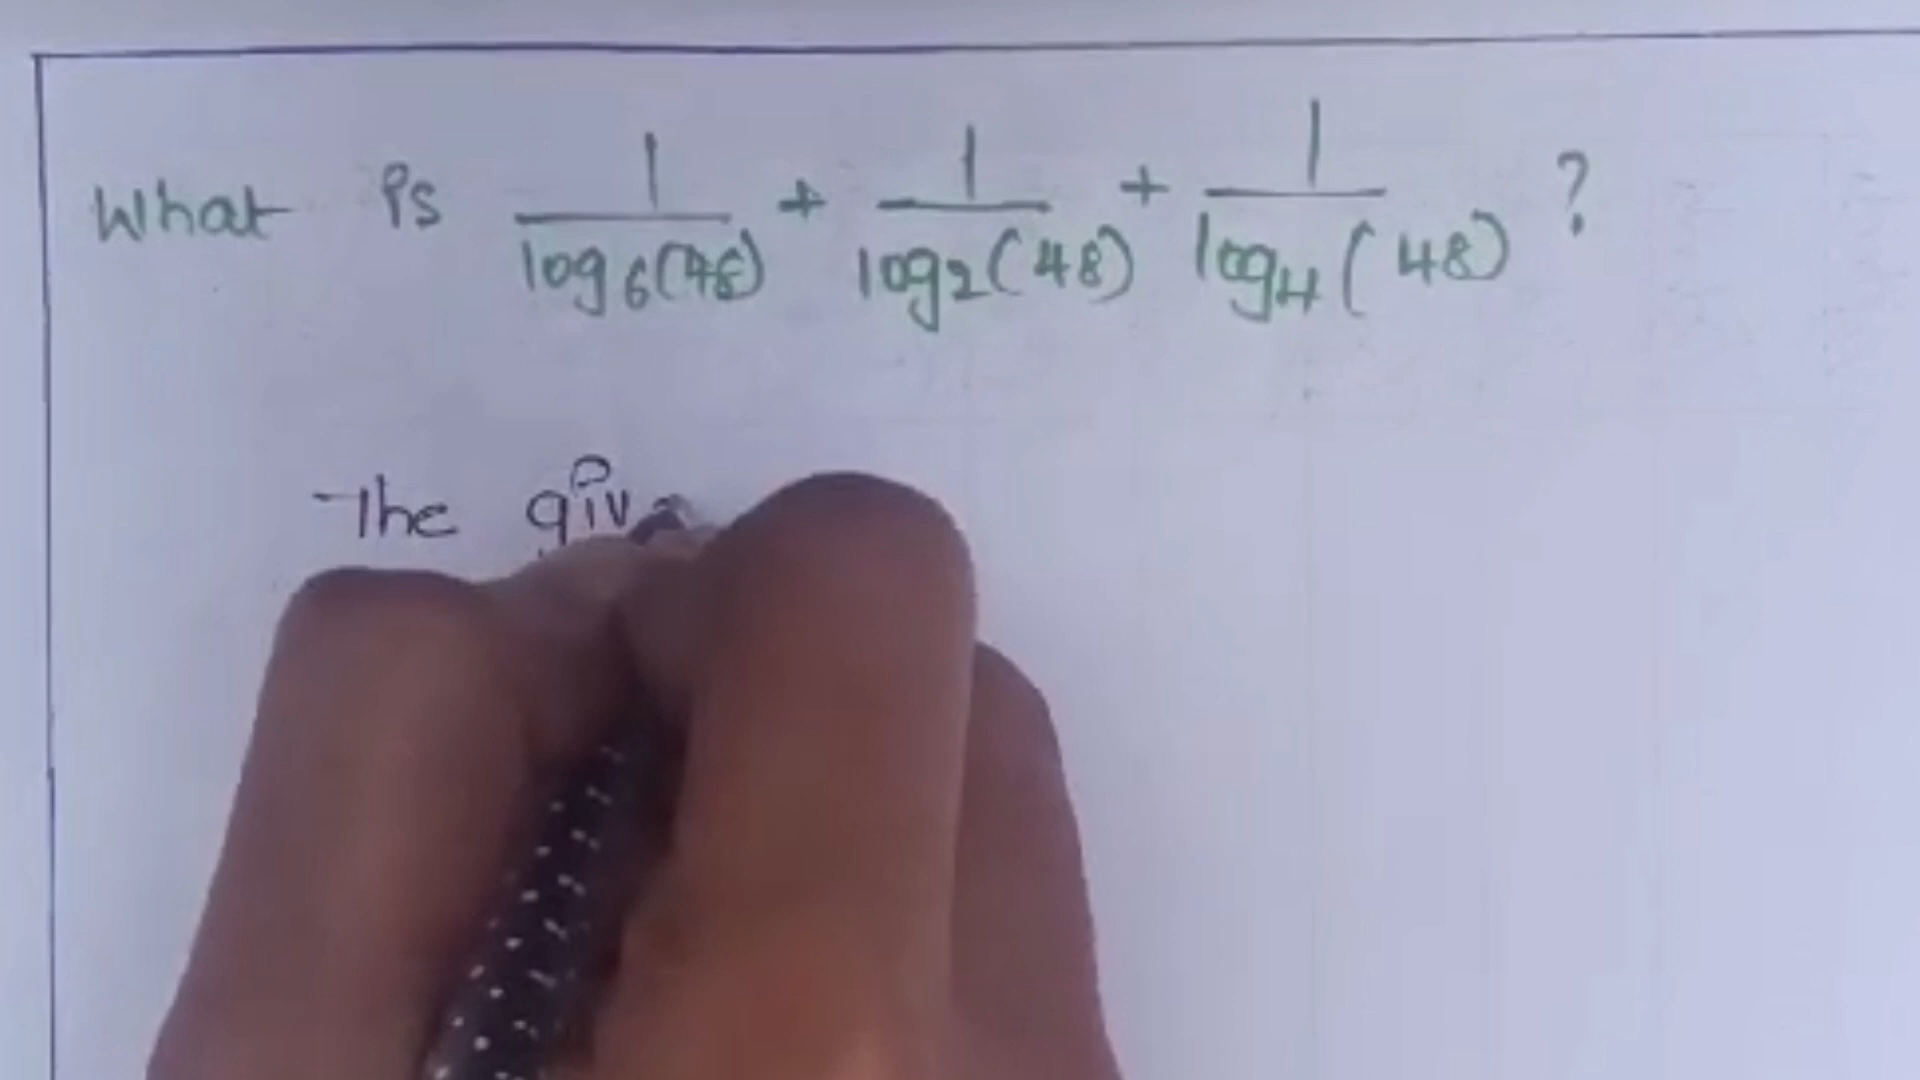 What is 1/log6(48) + 1/log2(48) + 1/log4(48) ?
The giv